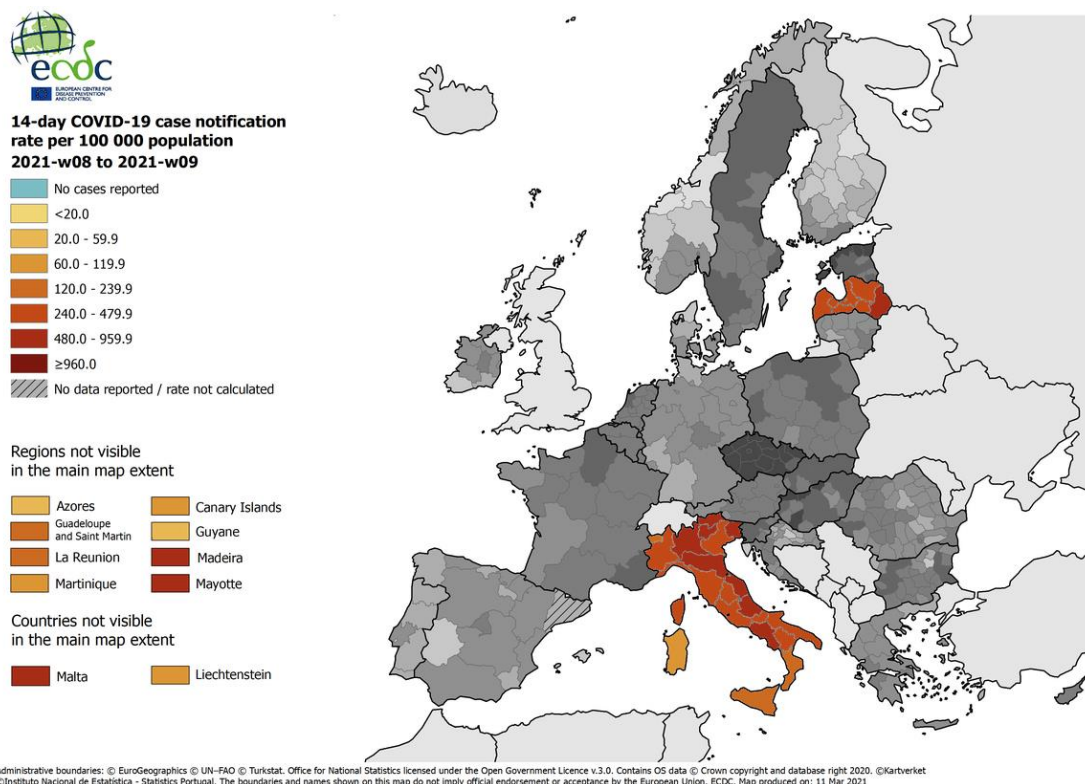 ecdc
EUROPEAN CENTRE FOR
DISEASE PREVENTION
AND CONTROL
14-day COVID-19 case notification
rate per 100 000 population
2021-w08 to 2021-w09
No cases reported
<20.0
20.0 - 59.9
60.0 - 119.9
120.0 - 239.9
240.0 - 479.9
480.0 - 959.9
≥960.0
No data reported / rate not calculated
Regions not visible
in the main map extent
Azores
Canary Islands
Guadeloupe
and Saint Martin
Guyane
La Reunion
Madeira
Martinique
Mayotte
Countries not visible
in the main map extent
Malta
Liechtenstein
administrative boundaries: © EuroGeographics © UN–FAO © Turkstat. Office for National Statistics licensed under the Open Government Licence v.3.0. Contains OS data © Crown copyright and database right 2020. ©Kartverket
©Instituto Nacional de Estatística - Statistics Portugal. The boundaries and names shown on this map do not imply official endorsement or acceptance by the European Union. ECDC. Map produced on: 11 Mar 2021